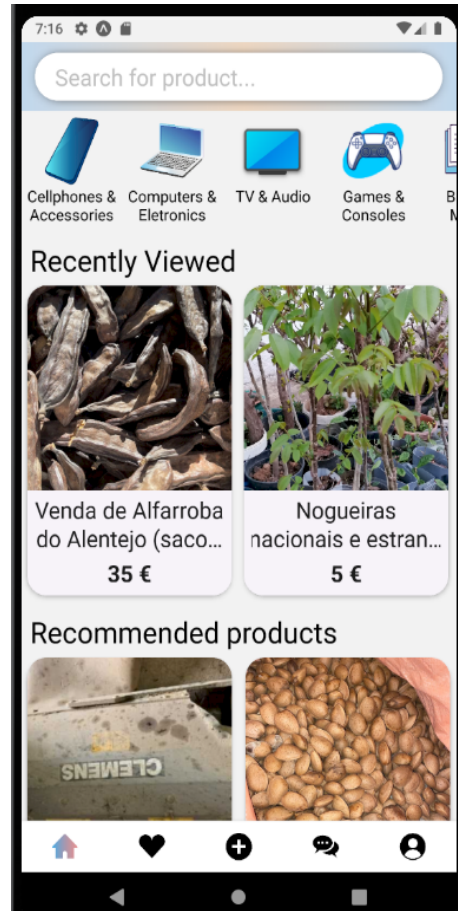 7:16
Search for product...
Cellphones & Accessories
Computers & Eletronics
TV & Audio
Games & Consoles
B
M
Recently Viewed
Venda de Alfarroba
do Alentejo (saco...
35 €
Nogueiras
nacionais e estran...
5 €
Recommended products
CLEMENS